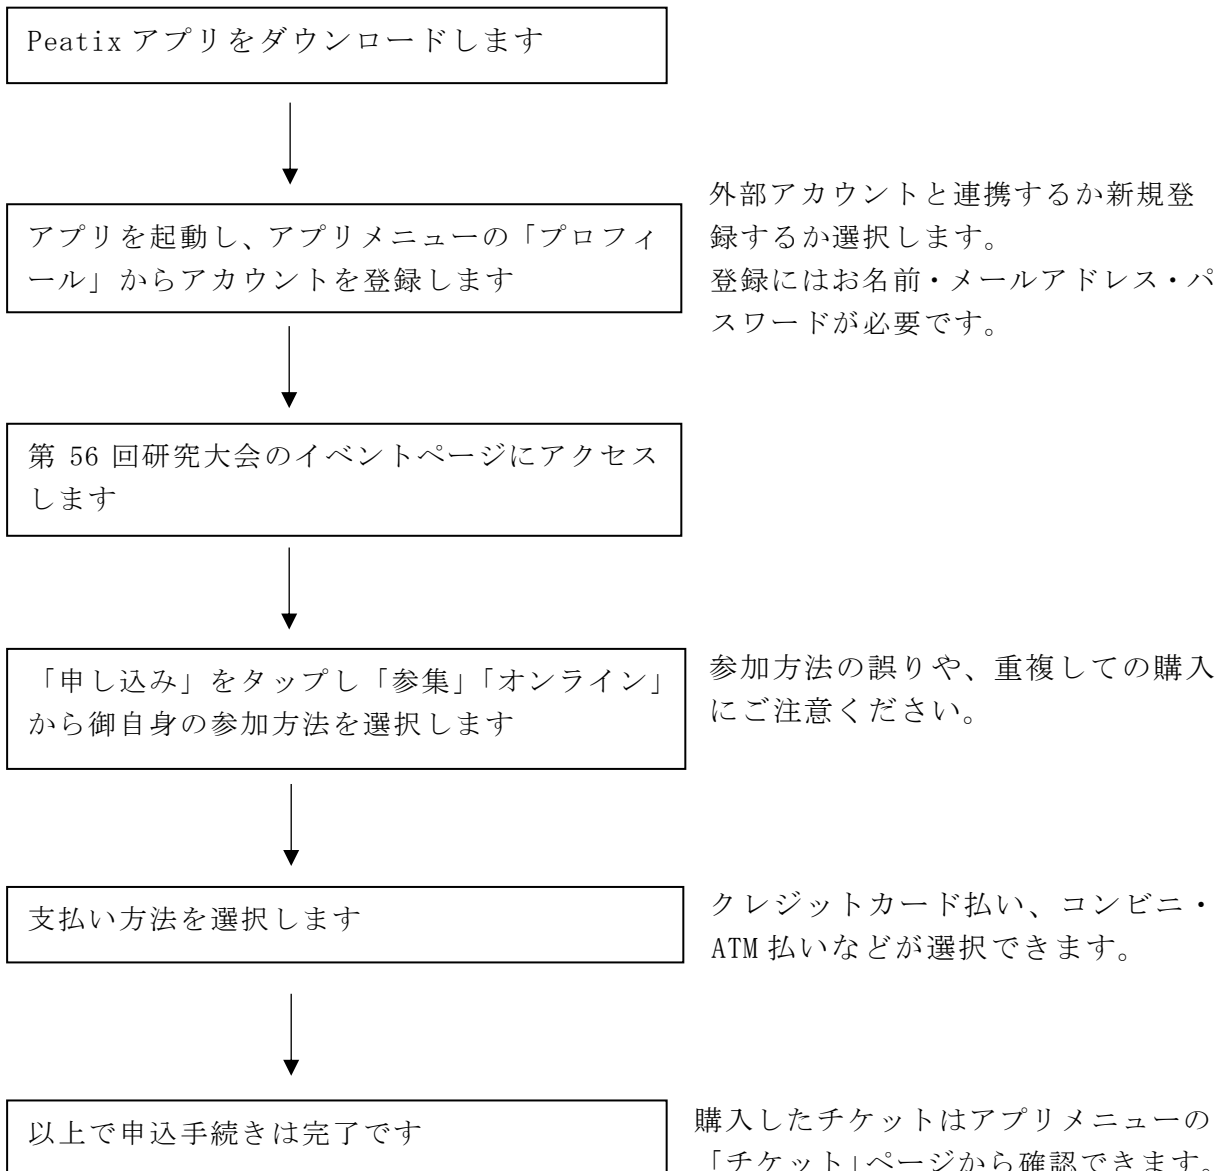 Peatix アプリをダウンロードします
アプリを起動し、アプリメニューの「プロフィ
ール」からアカウントを登録します
外部アカウントと連携するか新規登
録するか選択します。
登録にはお名前・メールアドレス・パ
スワードが必要です。
第 56 回研究大会のイベントページにアクセス
します
「申し込み」をタップし「参集」「オンライン」
から御自身の参加方法を選択します
参加方法の誤りや、重複しての購入
にご注意ください。
支払い方法を選択します
クレジットカード払い、コンビニ・
ATM 払いなどが選択できます。
以上で申込手続きは完了です
購入したチケットはアプリメニューの
「チケット」ページから確認できます。